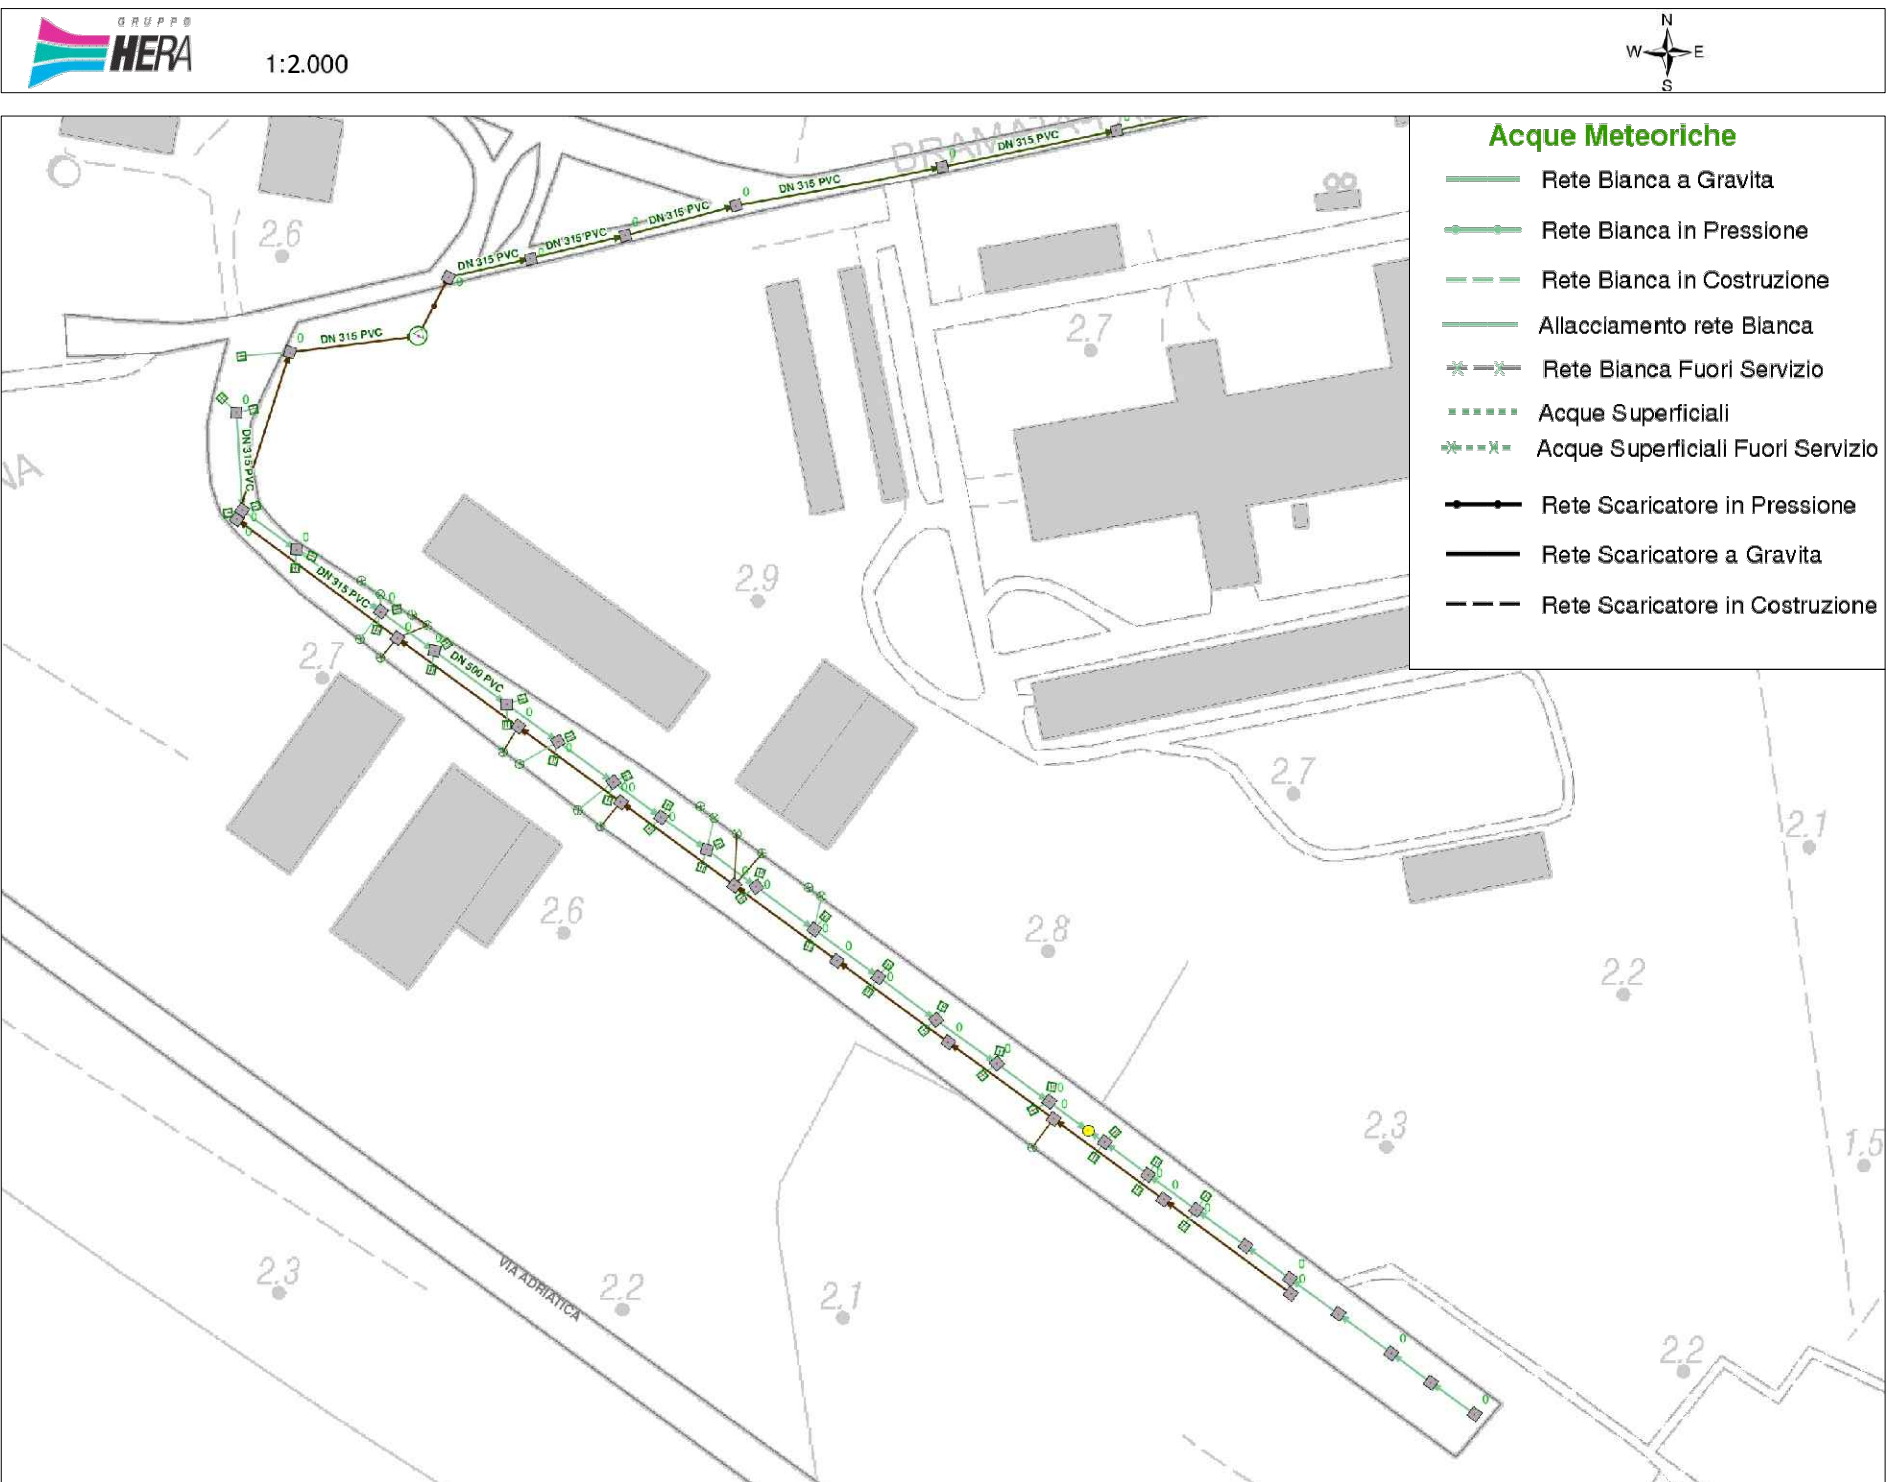 GRUPPO
HERA
1:2.000
N
W E
S
Acque Meteoriche
Rete Bianca a Gravita
Rete Bianca in Pressione
Rete Bianca in Costruzione
Allacciamento rete Bianca
Rete Bianca Fuori Servizio
Acque Superficiali
Acque Superficiali Fuori Servizio
Rete Scaricatore in Pressione
Rete Scaricatore a Gravita
Rete Scaricatore in Costruzione
DN 315 PVC
DN 315 PVC
DN 315 PVC
DN 315 PVC
DN 315 PVC
2.6
DN 315 PVC
2.7
DN 315 PVC
NA
DN 315 PVC
2.9
2.7
DN 500 PVC
2.7
2.1
2.6
2.8
2.2
2.3
1.5
2.3
VIA ADRIATICA
2.2
2.1
2.2